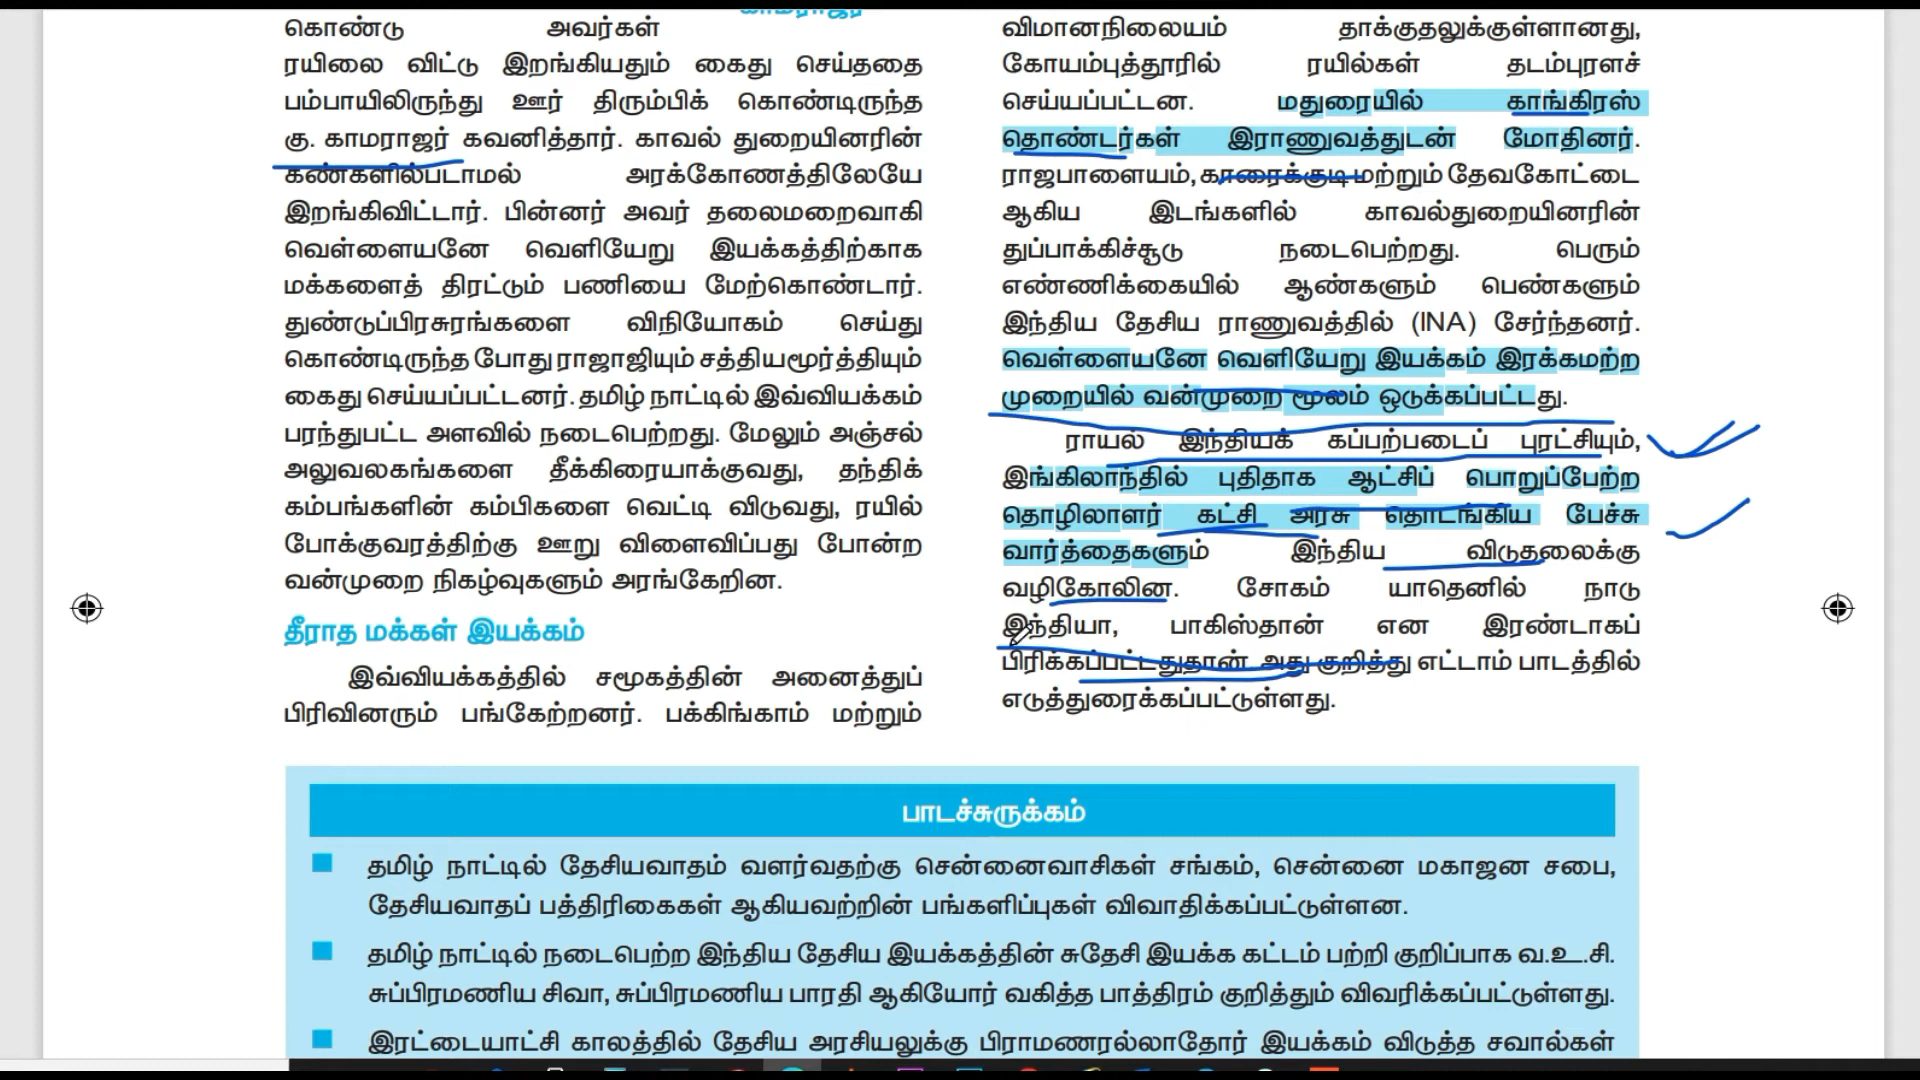 காமராஜர்
கொண்டு அவர்கள்
ரயிலை விட்டு இறங்கியதும் கைது செய்ததை
பம்பாயிலிருந்து ஊர் திரும்பிக் கொண்டிருந்த
கு. காமராஜர் கவனித்தார். காவல் துறையினரின்
கண்களில்படாமல் அரக்கோணத்திலேயே
இறங்கிவிட்டார். பின்னர் அவர் தலைமறைவாகி
வெள்ளையனே வெளியேறு இயக்கத்திற்காக
மக்களைத் திரட்டும் பணியை மேற்கொண்டார்.
துண்டுப்பிரசுரங்களை விநியோகம் செய்து
கொண்டிருந்த போது ராஜாஜியும் சத்தியமூர்த்தியும்
கைது செய்யப்பட்டனர். தமிழ் நாட்டில் இவ்வியக்கம்
பரந்துபட்ட அளவில் நடைபெற்றது. மேலும் அஞ்சல்
அலுவலகங்களை தீக்கிரையாக்குவது, தந்திக்
கம்பங்களின் கம்பிகளை வெட்டி விடுவது, ரயில்
போக்குவரத்திற்கு ஊறு விளைவிப்பது போன்ற
வன்முறை நிகழ்வுகளும் அரங்கேறின.
தீராத மக்கள் இயக்கம்
இவ்வியக்கத்தில் சமூகத்தின் அனைத்துப்
பிரிவினரும் பங்கேற்றனர். பக்கிங்காம் மற்றும்
விமானநிலையம் தாக்குதலுக்குள்ளானது,
கோயம்புத்தூரில் ரயில்கள் தடம்புரளச்
செய்யப்பட்டன. மதுரையில் காங்கிரஸ்
தொண்டர்கள் இராணுவத்துடன் மோதினர்.
ராஜபாளையம், காரைக்குடி மற்றும் தேவகோட்டை
ஆகிய இடங்களில் காவல்துறையினரின்
துப்பாக்கிச்சூடு நடைபெற்றது. பெரும்
எண்ணிக்கையில் ஆண்களும் பெண்களும்
இந்திய தேசிய ராணுவத்தில் (INA) சேர்ந்தனர்.
வெள்ளையனே வெளியேறு இயக்கம் இரக்கமற்ற
முறையில் வன்முறை மூலம் ஒடுக்கப்பட்டது.
ராயல் இந்தியக் கப்பற்படைப் புரட்சியும்,
இங்கிலாந்தில் புதிதாக ஆட்சிப் பொறுப்பேற்ற
தொழிலாளர் கட்சி அரசு தொடங்கிய பேச்சு
வார்த்தைகளும் இந்திய விடுதலைக்கு
வழிகோலின. சோகம் யாதெனில் நாடு
இந்தியா, பாகிஸ்தான் என இரண்டாகப்
பிரிக்கப்பட்டதுதான். அது குறித்து எட்டாம் பாடத்தில்
எடுத்துரைக்கப்பட்டுள்ளது.
பாடச்சுருக்கம்
தமிழ் நாட்டில் தேசியவாதம் வளர்வதற்கு சென்னைவாசிகள் சங்கம், சென்னை மகாஜன சபை,
தேசியவாதப் பத்திரிகைகள் ஆகியவற்றின் பங்களிப்புகள் விவாதிக்கப்பட்டுள்ளன.
தமிழ் நாட்டில் நடைபெற்ற இந்திய தேசிய இயக்கத்தின் சுதேசி இயக்க கட்டம் பற்றி குறிப்பாக வ.உ.சி.
சுப்பிரமணிய சிவா, சுப்பிரமணிய பாரதி ஆகியோர் வகித்த பாத்திரம் குறித்தும் விவரிக்கப்பட்டுள்ளது.
இரட்டையாட்சி காலத்தில் தேசிய அரசியலுக்கு பிராமணரல்லாதோர் இயக்கம் விடுத்த சவால்கள்